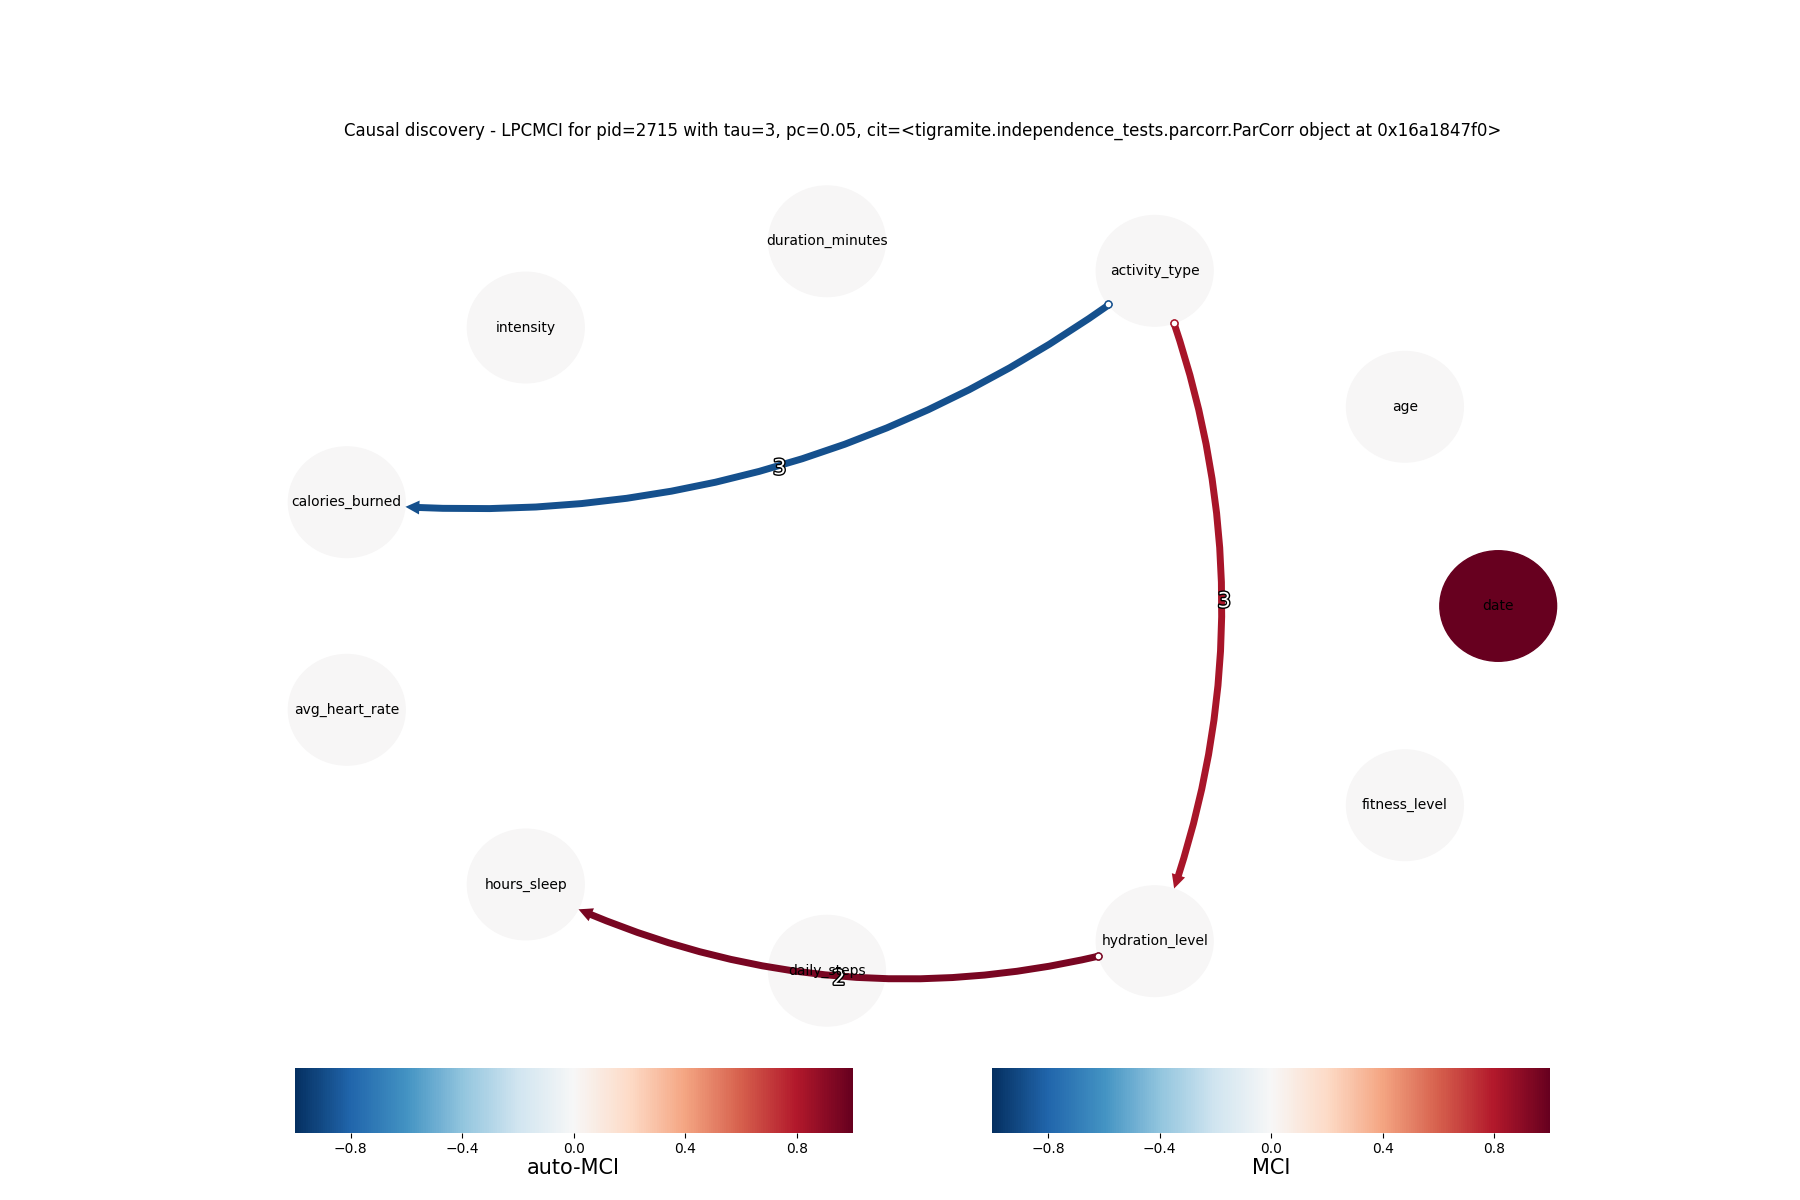 Causal discovery - LPCMCI for pid=2715 with tau=3, pc=0.05, cit=<tigramite.independence_tests.parcorr.ParCorr object at 0x16a1847f0>
duration_minutes
activity_type
intensity
age
3
calories_burned
3
date
avg_heart_rate
fitness_level
hours_sleep
hydration_level
daily_steps
2
−0.8 −0.4 0.0 0.4 0.8
auto-MCI
−0.8 −0.4 0.0 0.4 0.8
MCI